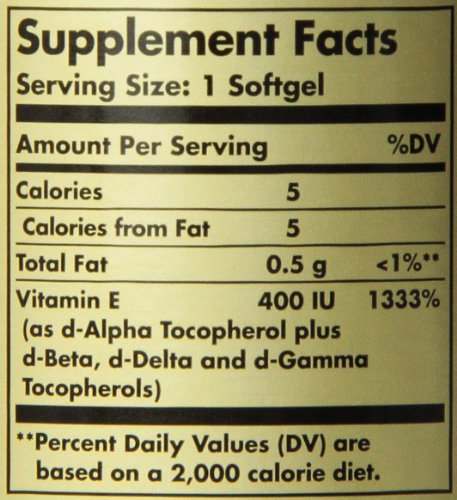 Supplement Facts
Serving Size: 1 Softgel
Amount Per Serving %DV
Calories 5
Calories from Fat 5
Total Fat 0.5 g <1%**
Vitamin E 400 IU 1333%
(as d-Alpha Tocopherol plus
d-Beta, d-Delta and d-Gamma
Tocopherols)
**Percent Daily Values (DV) are
based on a 2,000 calorie diet.